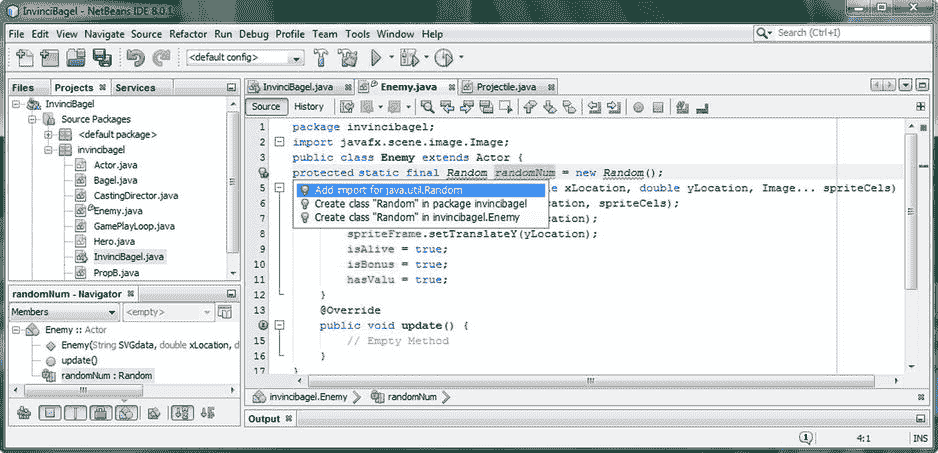 InvinciBagel - NetBeans IDE 8.0.1
File Edit View Navigate Source Refactor Run Debug Profile Team Tools Window Help
Search (Ctrl+I)
<default config>
Files Projects Services
InvinciBagel.java Enemy.java Projectile.java
Source History
InvinciBagel
Source Packages
<default package>
invincibagel
Actor.java
Bagel.java
CastingDirector.java
Enemy.java
GamePlayLoop.java
Hero.java
InvinciBagel.java
PropB.java
1 package invincibagel;
2 import javafx.scene.image.Image;
3 public class Enemy extends Actor {
protected static final Random randomNum = new Random();
5 xLocation, double yLocation, Image... spriteCels)
Add import for java.util.Random
6 ation, spriteCels);
Create class "Random" in package invincibagel
7 ion);
Create class "Random" in invincibagel.Enemy
8 spriteFrame.setTranslateY(yLocation);
9 isAlive = true;
10 isBonus = true;
11 hasValu = true;
12 }
13 @Override
public void update() {
15 // Empty Method
16 }
17 }
randomNum - Navigator
Members <empty>
Enemy :: Actor
Enemy(String SVGdata, double xLocation, d
update()
randomNum : Random
invincibagel.Enemy randomNum
Output
1 4:1 INS